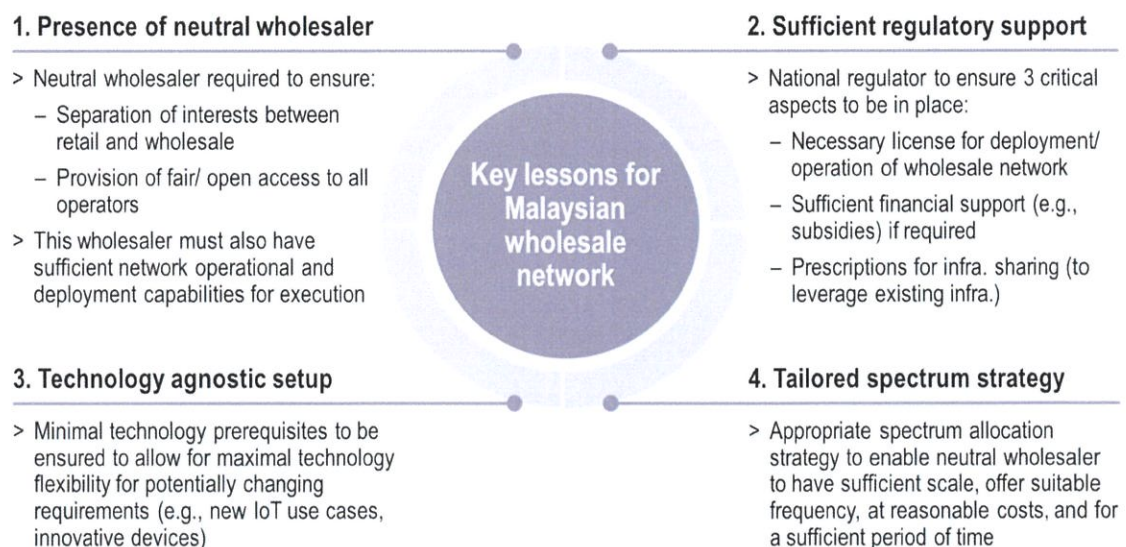 1. Presence of neutral wholesaler
> Neutral wholesaler required to ensure:
– Separation of interests between
retail and wholesale
– Provision of fair/ open access to all
operators
> This wholesaler must also have
sufficient network operational and
deployment capabilities for execution
2. Sufficient regulatory support
> National regulator to ensure 3 critical
aspects to be in place:
– Necessary license for deployment/
operation of wholesale network
– Sufficient financial support (e.g.,
subsidies) if required
– Prescriptions for infra. sharing (to
leverage existing infra.)
Key lessons for
Malaysian
wholesale
network
3. Technology agnostic setup
> Minimal technology prerequisites to be
ensured to allow for maximal technology
flexibility for potentially changing
requirements (e.g., new IoT use cases,
innovative devices)
4. Tailored spectrum strategy
> Appropriate spectrum allocation
strategy to enable neutral wholesaler
to have sufficient scale, offer suitable
frequency, at reasonable costs, and for
a sufficient period of time